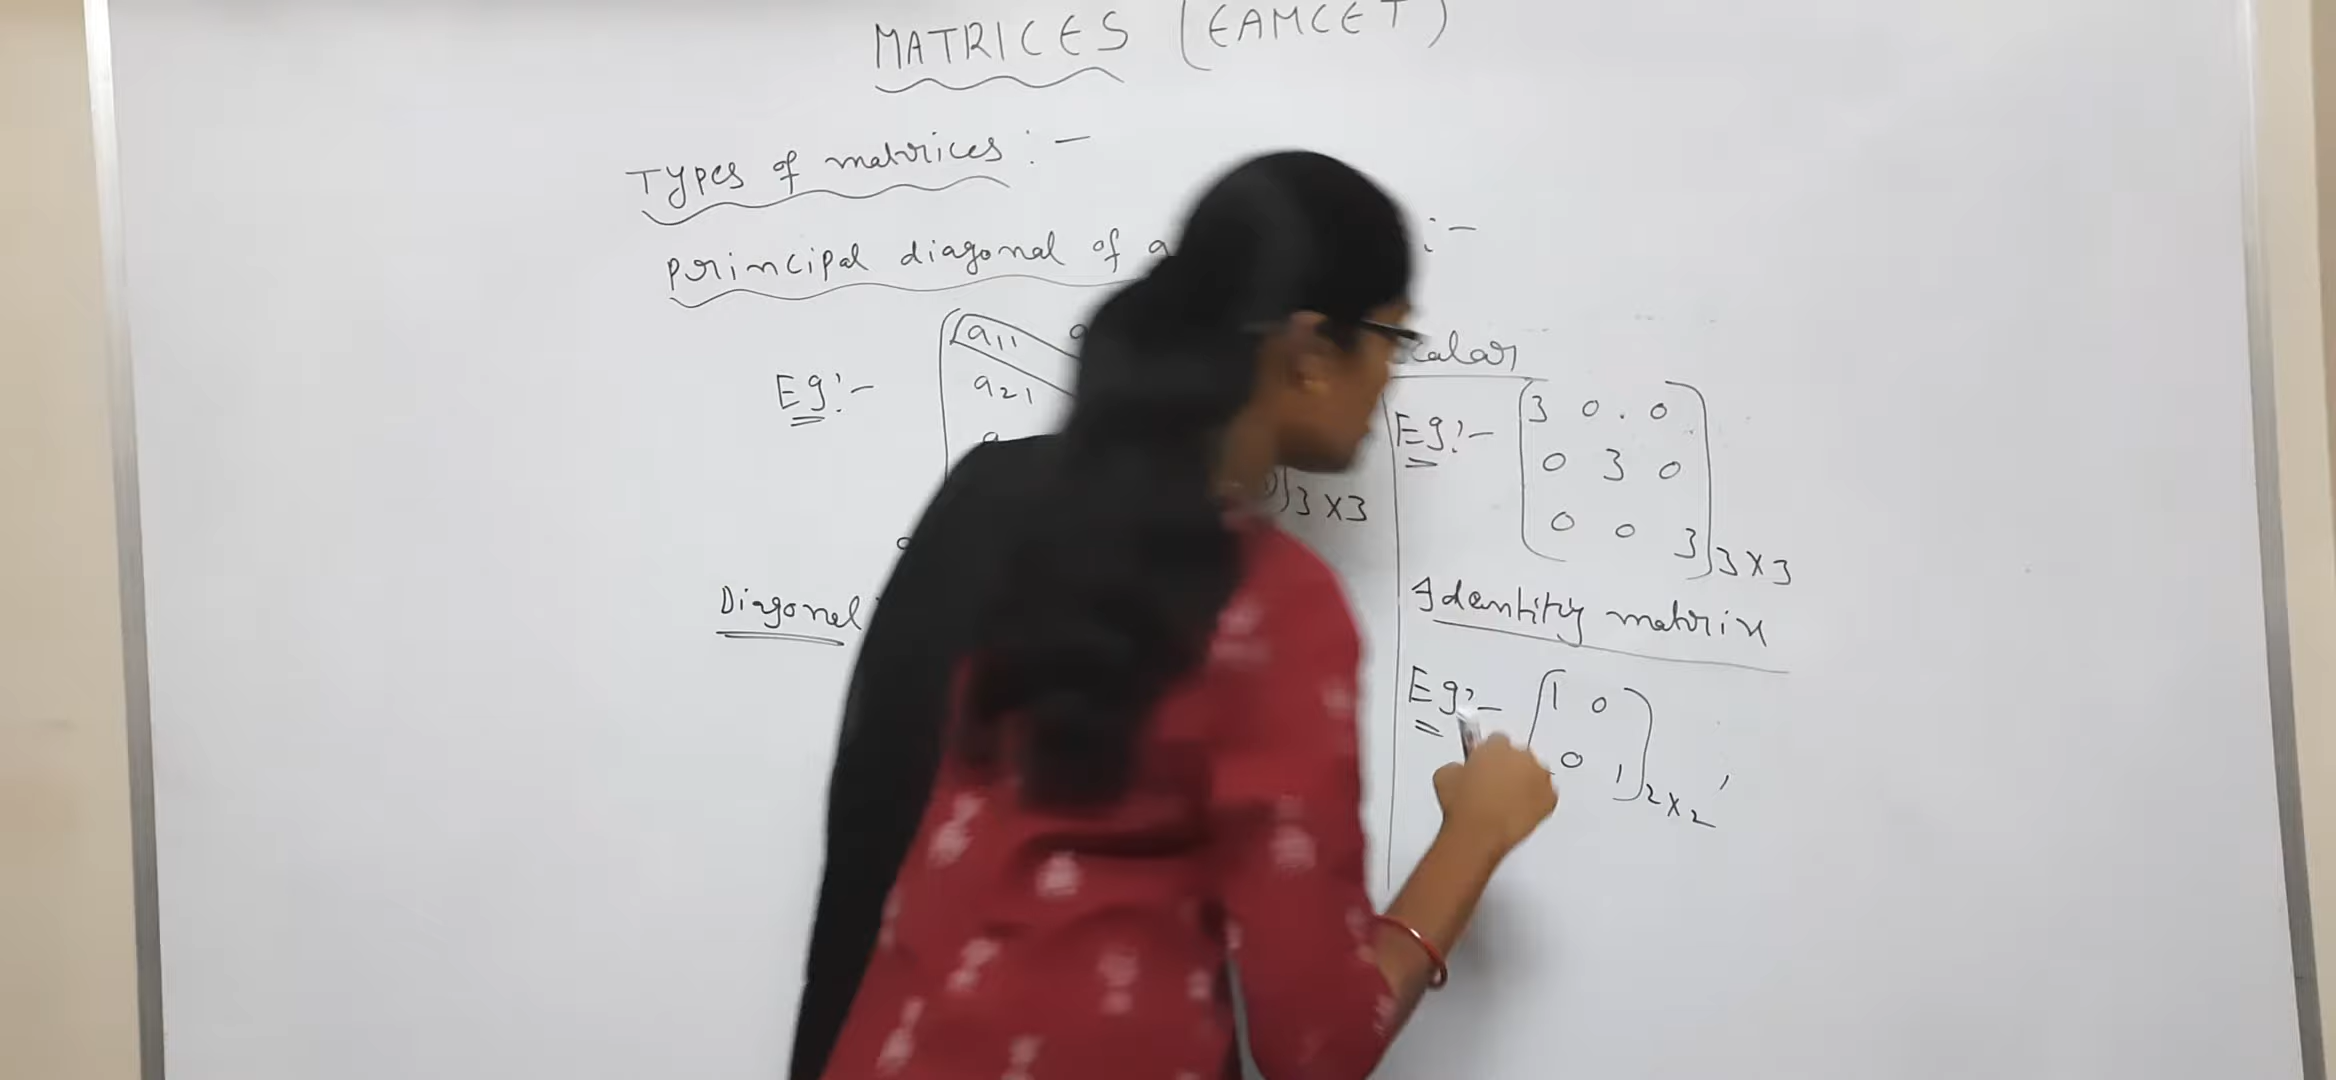 MATRICES (EAMCET)
Types of matrices :-
principal diagonal of a :-
Eg:- a11
a21
3x3
Diagonal
Eg:- 3 0 . 0
0 3 0
0 0 3 3x3
Identity matrix
Eg:- 1 0
0 1 2x2 ,